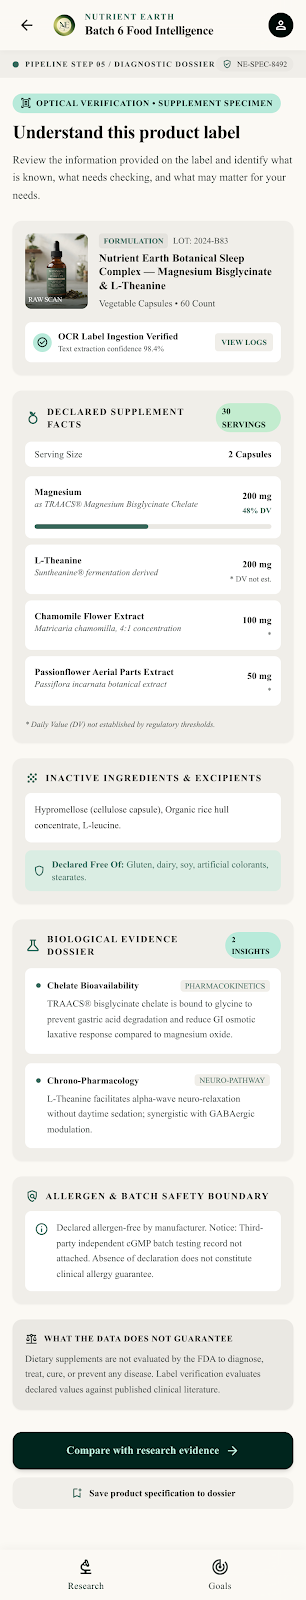 NUTRIENT EARTH
Batch 6 Food Intelligence
PIPELINE STEP 05 / DIAGNOSTIC DOSSIER
NE-SPEC-8492
OPTICAL VERIFICATION • SUPPLEMENT SPECIMEN
Understand this product label
Review the information provided on the label and identify what
is known, what needs checking, and what may matter for your
needs.
RAW SCAN
FORMULATION
LOT: 2024-B83
Nutrient Earth Botanical Sleep
Complex — Magnesium Bisglycinate
& L-Theanine
Vegetable Capsules • 60 Count
OCR Label Ingestion Verified
Text extraction confidence 98.4%
VIEW LOGS
DECLARED SUPPLEMENT
FACTS
30
SERVINGS
Serving Size
2 Capsules
Magnesium
200 mg
as TRAACS® Magnesium Bisglycinate Chelate
48% DV
L-Theanine
200 mg
Suntheanine® fermentation derived
* DV not est.
Chamomile Flower Extract
100 mg
Matricaria chamomilla, 4:1 concentration
*
Passionflower Aerial Parts Extract
50 mg
Passiflora incarnata botanical extract
*
* Daily Value (DV) not established by regulatory thresholds.
INACTIVE INGREDIENTS & EXCIPIENTS
Hypromellose (cellulose capsule), Organic rice hull
concentrate, L-leucine.
Declared Free Of: Gluten, dairy, soy, artificial colorants,
stearates.
BIOLOGICAL EVIDENCE
DOSSIER
2
INSIGHTS
Chelate Bioavailability
PHARMACOKINETICS
TRAACS® bisglycinate chelate is bound to glycine to
prevent gastric acid degradation and reduce GI osmotic
laxative response compared to magnesium oxide.
Chrono-Pharmacology
NEURO-PATHWAY
L-Theanine facilitates alpha-wave neuro-relaxation
without daytime sedation; synergistic with GABAergic
modulation.
ALLERGEN & BATCH SAFETY BOUNDARY
Declared allergen-free by manufacturer. Notice: Third-
party independent cGMP batch testing record not
attached. Absence of declaration does not constitute
clinical allergy guarantee.
WHAT THE DATA DOES NOT GUARANTEE
Dietary supplements are not evaluated by the FDA to diagnose,
treat, cure, or prevent any disease. Label verification evaluates
declared values against published clinical literature.
Compare with research evidence
Save product specification to dossier
Research
Goals